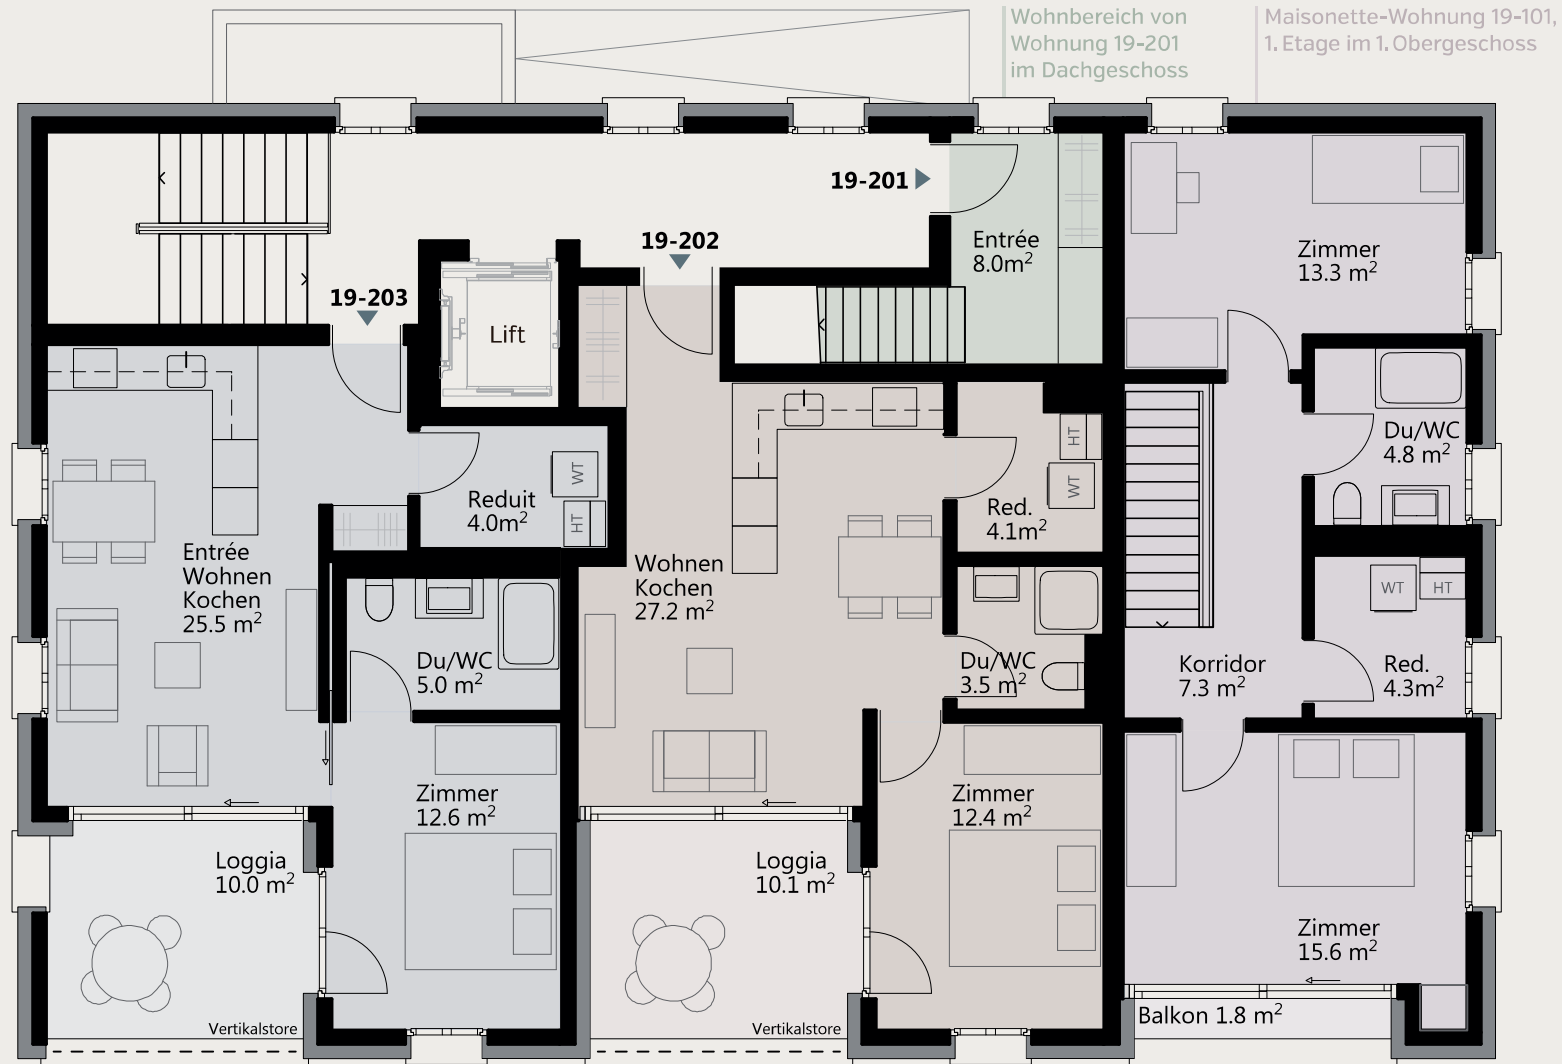 Wohnbereich von
Wohnung 19-201
im Dachgeschoss
Maisonette-Wohnung 19-101,
1. Etage im 1. Obergeschoss
19-201
19-202
19-203
Lift
Entrée
8.0m²
Zimmer
13.3 m²
Du/WC
4.8 m²
Reduit
4.0m²
WT
HT
Red.
4.1m²
HT
WT
Entrée
Wohnen
Kochen
25.5 m²
Wohnen
Kochen
27.2 m²
WT
HT
Du/WC
5.0 m²
Du/WC
3.5 m²
Korridor
7.3 m²
Red.
4.3m²
Zimmer
12.6 m²
Zimmer
12.4 m²
Loggia
10.0 m²
Loggia
10.1 m²
Zimmer
15.6 m²
Vertikalstore
Vertikalstore
Balkon 1.8 m²